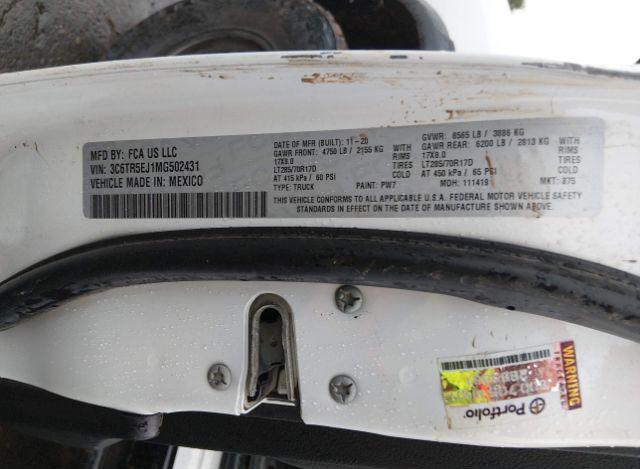 MFD BY: FCA US LLC
VIN: 3C6TR5EJ1MG502431
VEHICLE MADE IN: MEXICO
DATE OF MFR (BUILT): 11-20
GAWR FRONT: 4750 LB / 2155 KG
17X8.0
LT285/70R17D
AT 415 kPa / 60 PSI
TYPE: TRUCK
WITH
RIMS
TIRES
COLD
PAINT: PW7
GVWR: 8565 LB / 3886 KG
GAWR REAR: 6200 LB / 2813 KG
17X8.0
LT285/70R17D
AT 450 kPa / 65 PSI
MDH: 111419
WITH
RIMS
TIRES
COLD
MKT: 875
THIS VEHICLE CONFORMS TO ALL APPLICABLE U.S.A. FEDERAL MOTOR VEHICLE SAFETY
STANDARDS IN EFFECT ON THE DATE OF MANUFACTURE SHOWN ABOVE.
WARNING
Portfolio